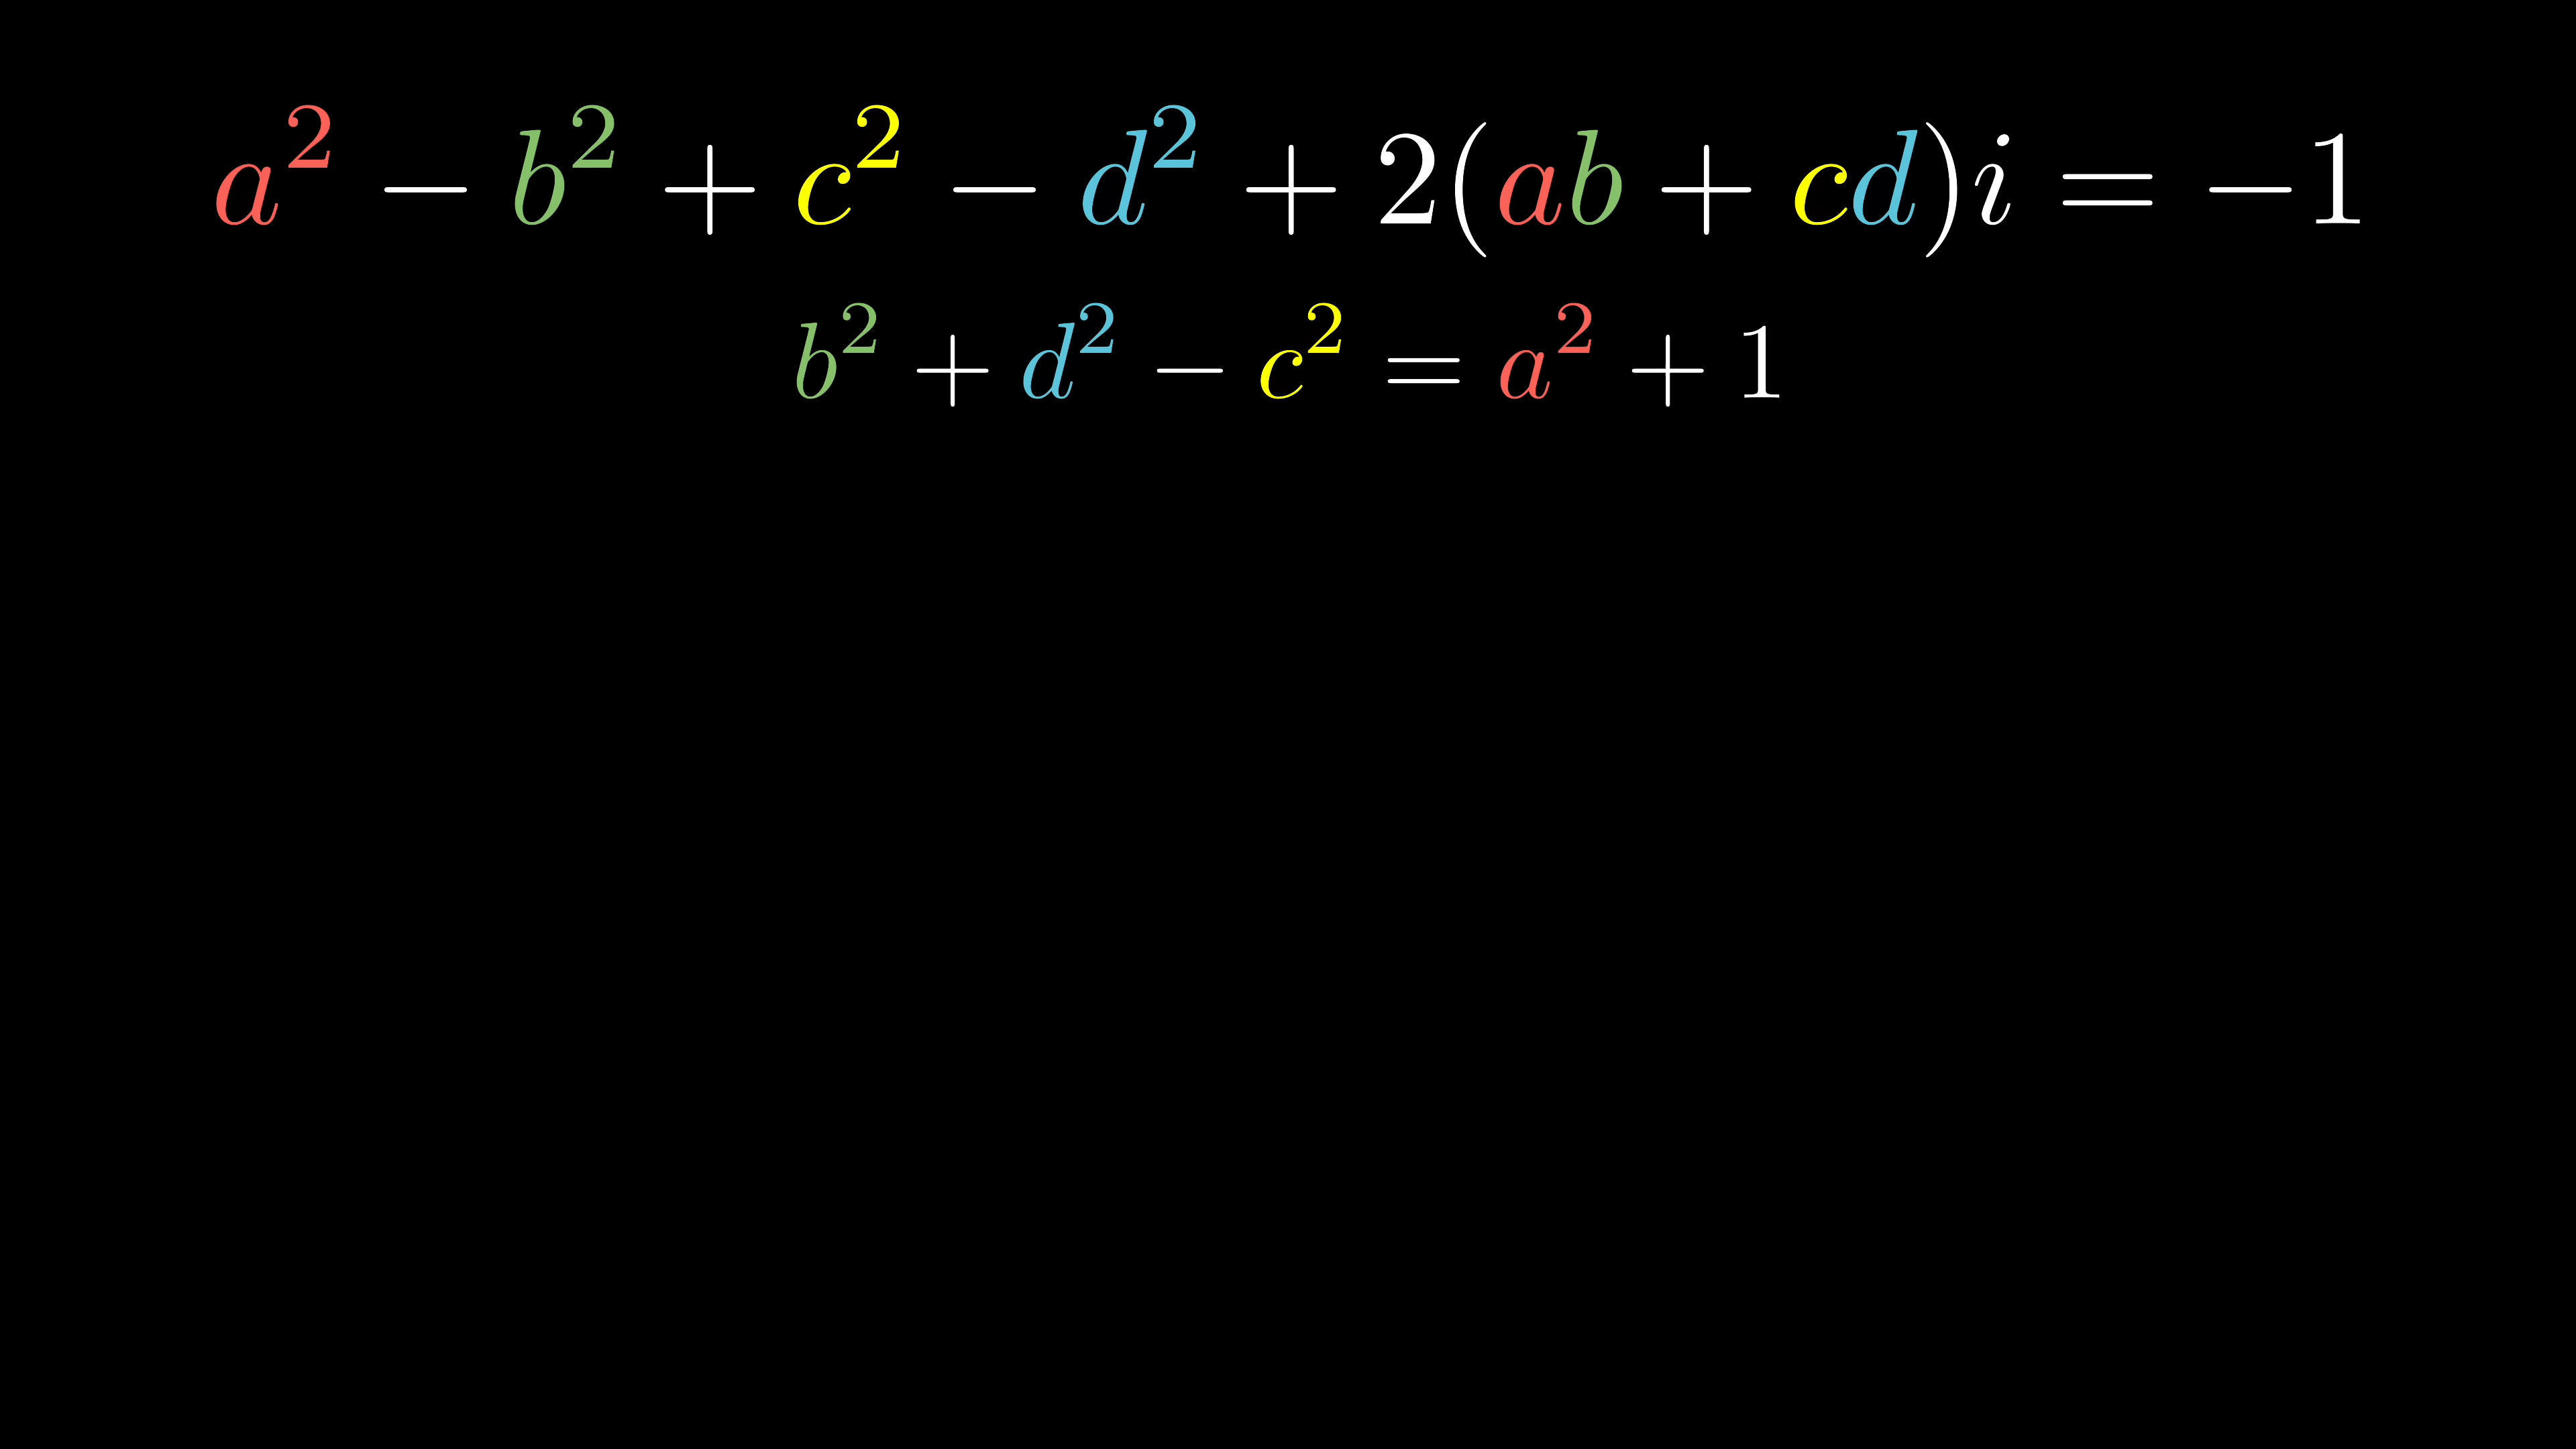 a² − b² + c² − d² + 2(ab + cd)i = −1
b² + d² − c² = a² + 1